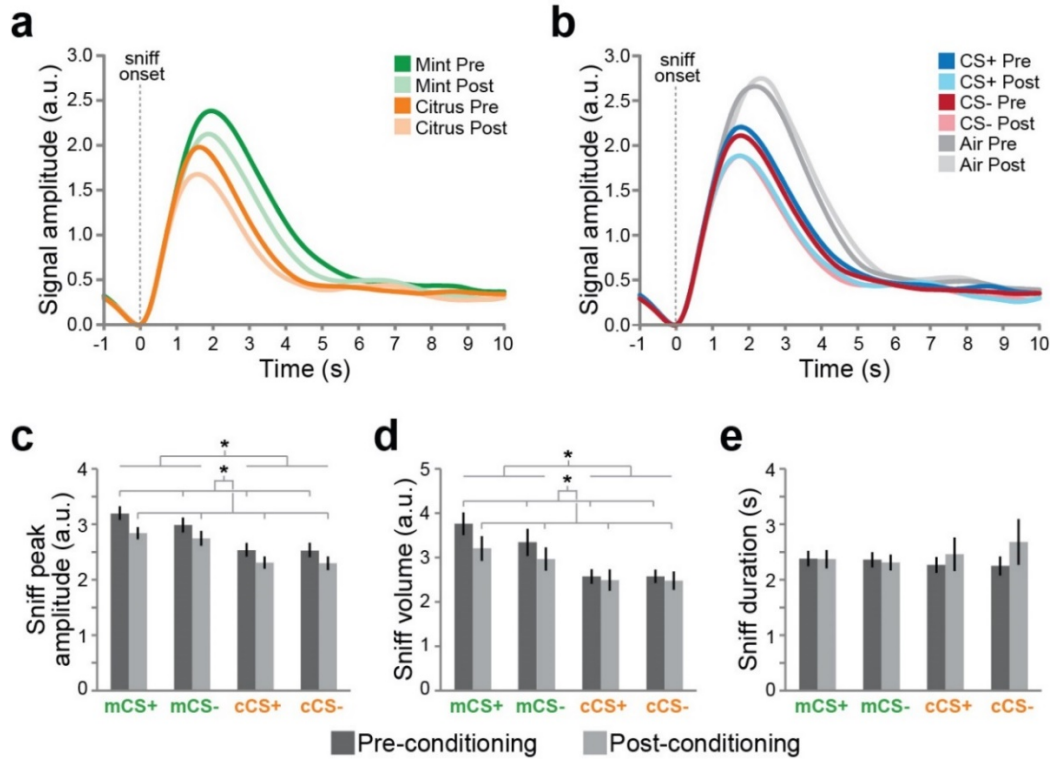 a
3.0
2.5
2.0
1.5
1.0
0.5
0.0
Signal amplitude (a.u.)
sniff
onset
Mint Pre
Mint Post
Citrus Pre
Citrus Post
-1 0 1 2 3 4 5 6 7 8 9 10
Time (s)
b
3.0
2.5
2.0
1.5
1.0
0.5
0.0
Signal amplitude (a.u.)
sniff
onset
CS+ Pre
CS+ Post
CS- Pre
CS- Post
Air Pre
Air Post
-1 0 1 2 3 4 5 6 7 8 9 10
Time (s)
c
*
*
4
3
2
1
0
Sniff peak
amplitude (a.u.)
mCS+ mCS- cCS+ cCS-
d
*
*
5
4
3
2
1
0
Sniff volume (a.u.)
mCS+ mCS- cCS+ cCS-
e
4
3
2
1
0
Sniff duration (s)
mCS+ mCS- cCS+ cCS-
Pre-conditioning Post-conditioning